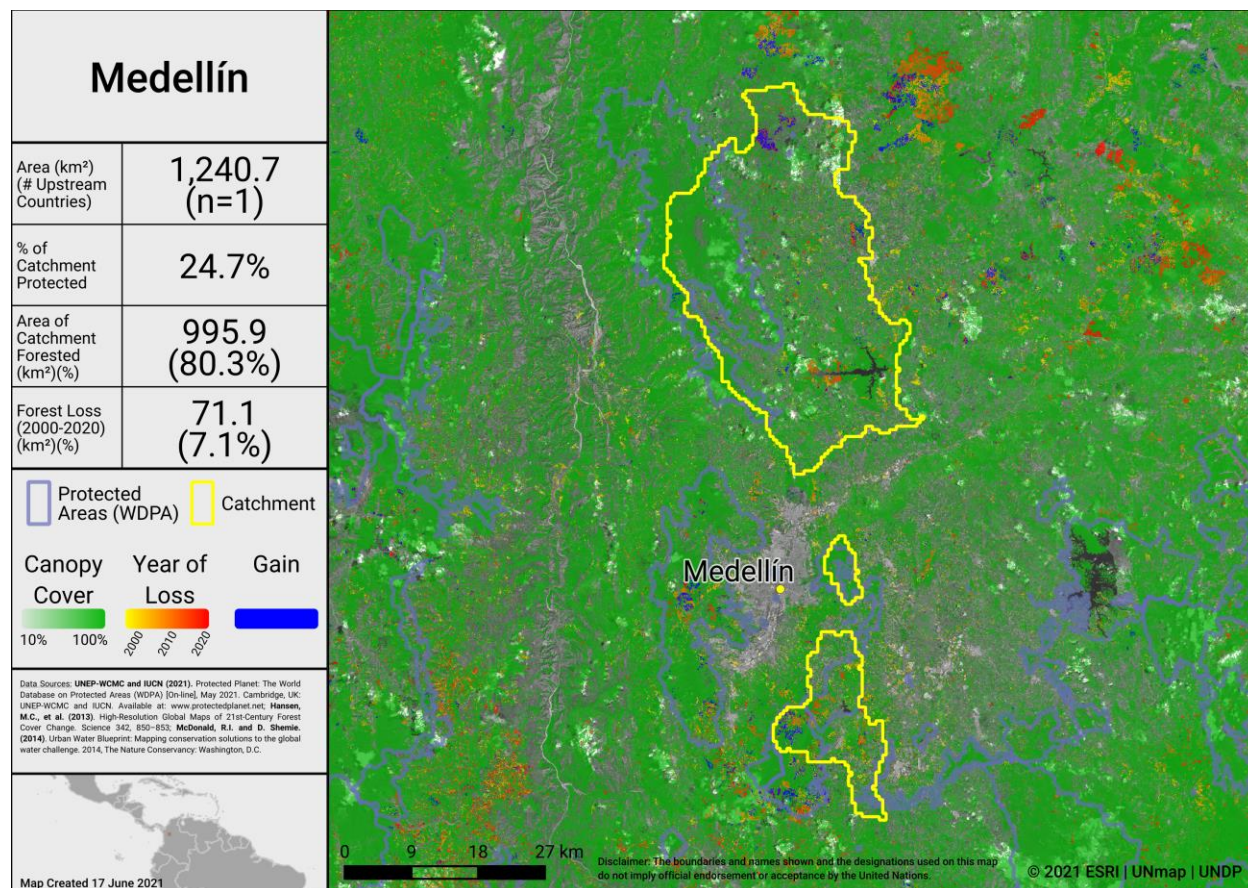 Medellín
Area (km²)
(# Upstream
Countries)
1,240.7
(n=1)
% of
Catchment
Protected
24.7%
Area of
Catchment
Forested
(km²)(%)
995.9
(80.3%)
Forest Loss
(2000-2020)
(km²)(%)
71.1
(7.1%)
Protected
Areas (WDPA)
Catchment
Canopy
Cover
10% 100%
Year of
Loss
2000 2010 2020
Gain
Data Sources: UNEP-WCMC and IUCN (2021). Protected Planet: The World
Database on Protected Areas (WDPA) [On-line], May 2021. Cambridge, UK:
UNEP-WCMC and IUCN. Available at: www.protectedplanet.net; Hansen,
M.C., et al. (2013). High-Resolution Global Maps of 21st-Century Forest
Cover Change. Science 342, 850–853; McDonald, R.I. and D. Shemie.
(2014). Urban Water Blueprint: Mapping conservation solutions to the global
water challenge. 2014, The Nature Conservancy: Washington, D.C.
Map Created 17 June 2021
Medellín
0 9 18 27 km
Disclaimer: The boundaries and names shown and the designations used on this map
do not imply official endorsement or acceptance by the United Nations.
© 2021 ESRI | UNmap | UNDP